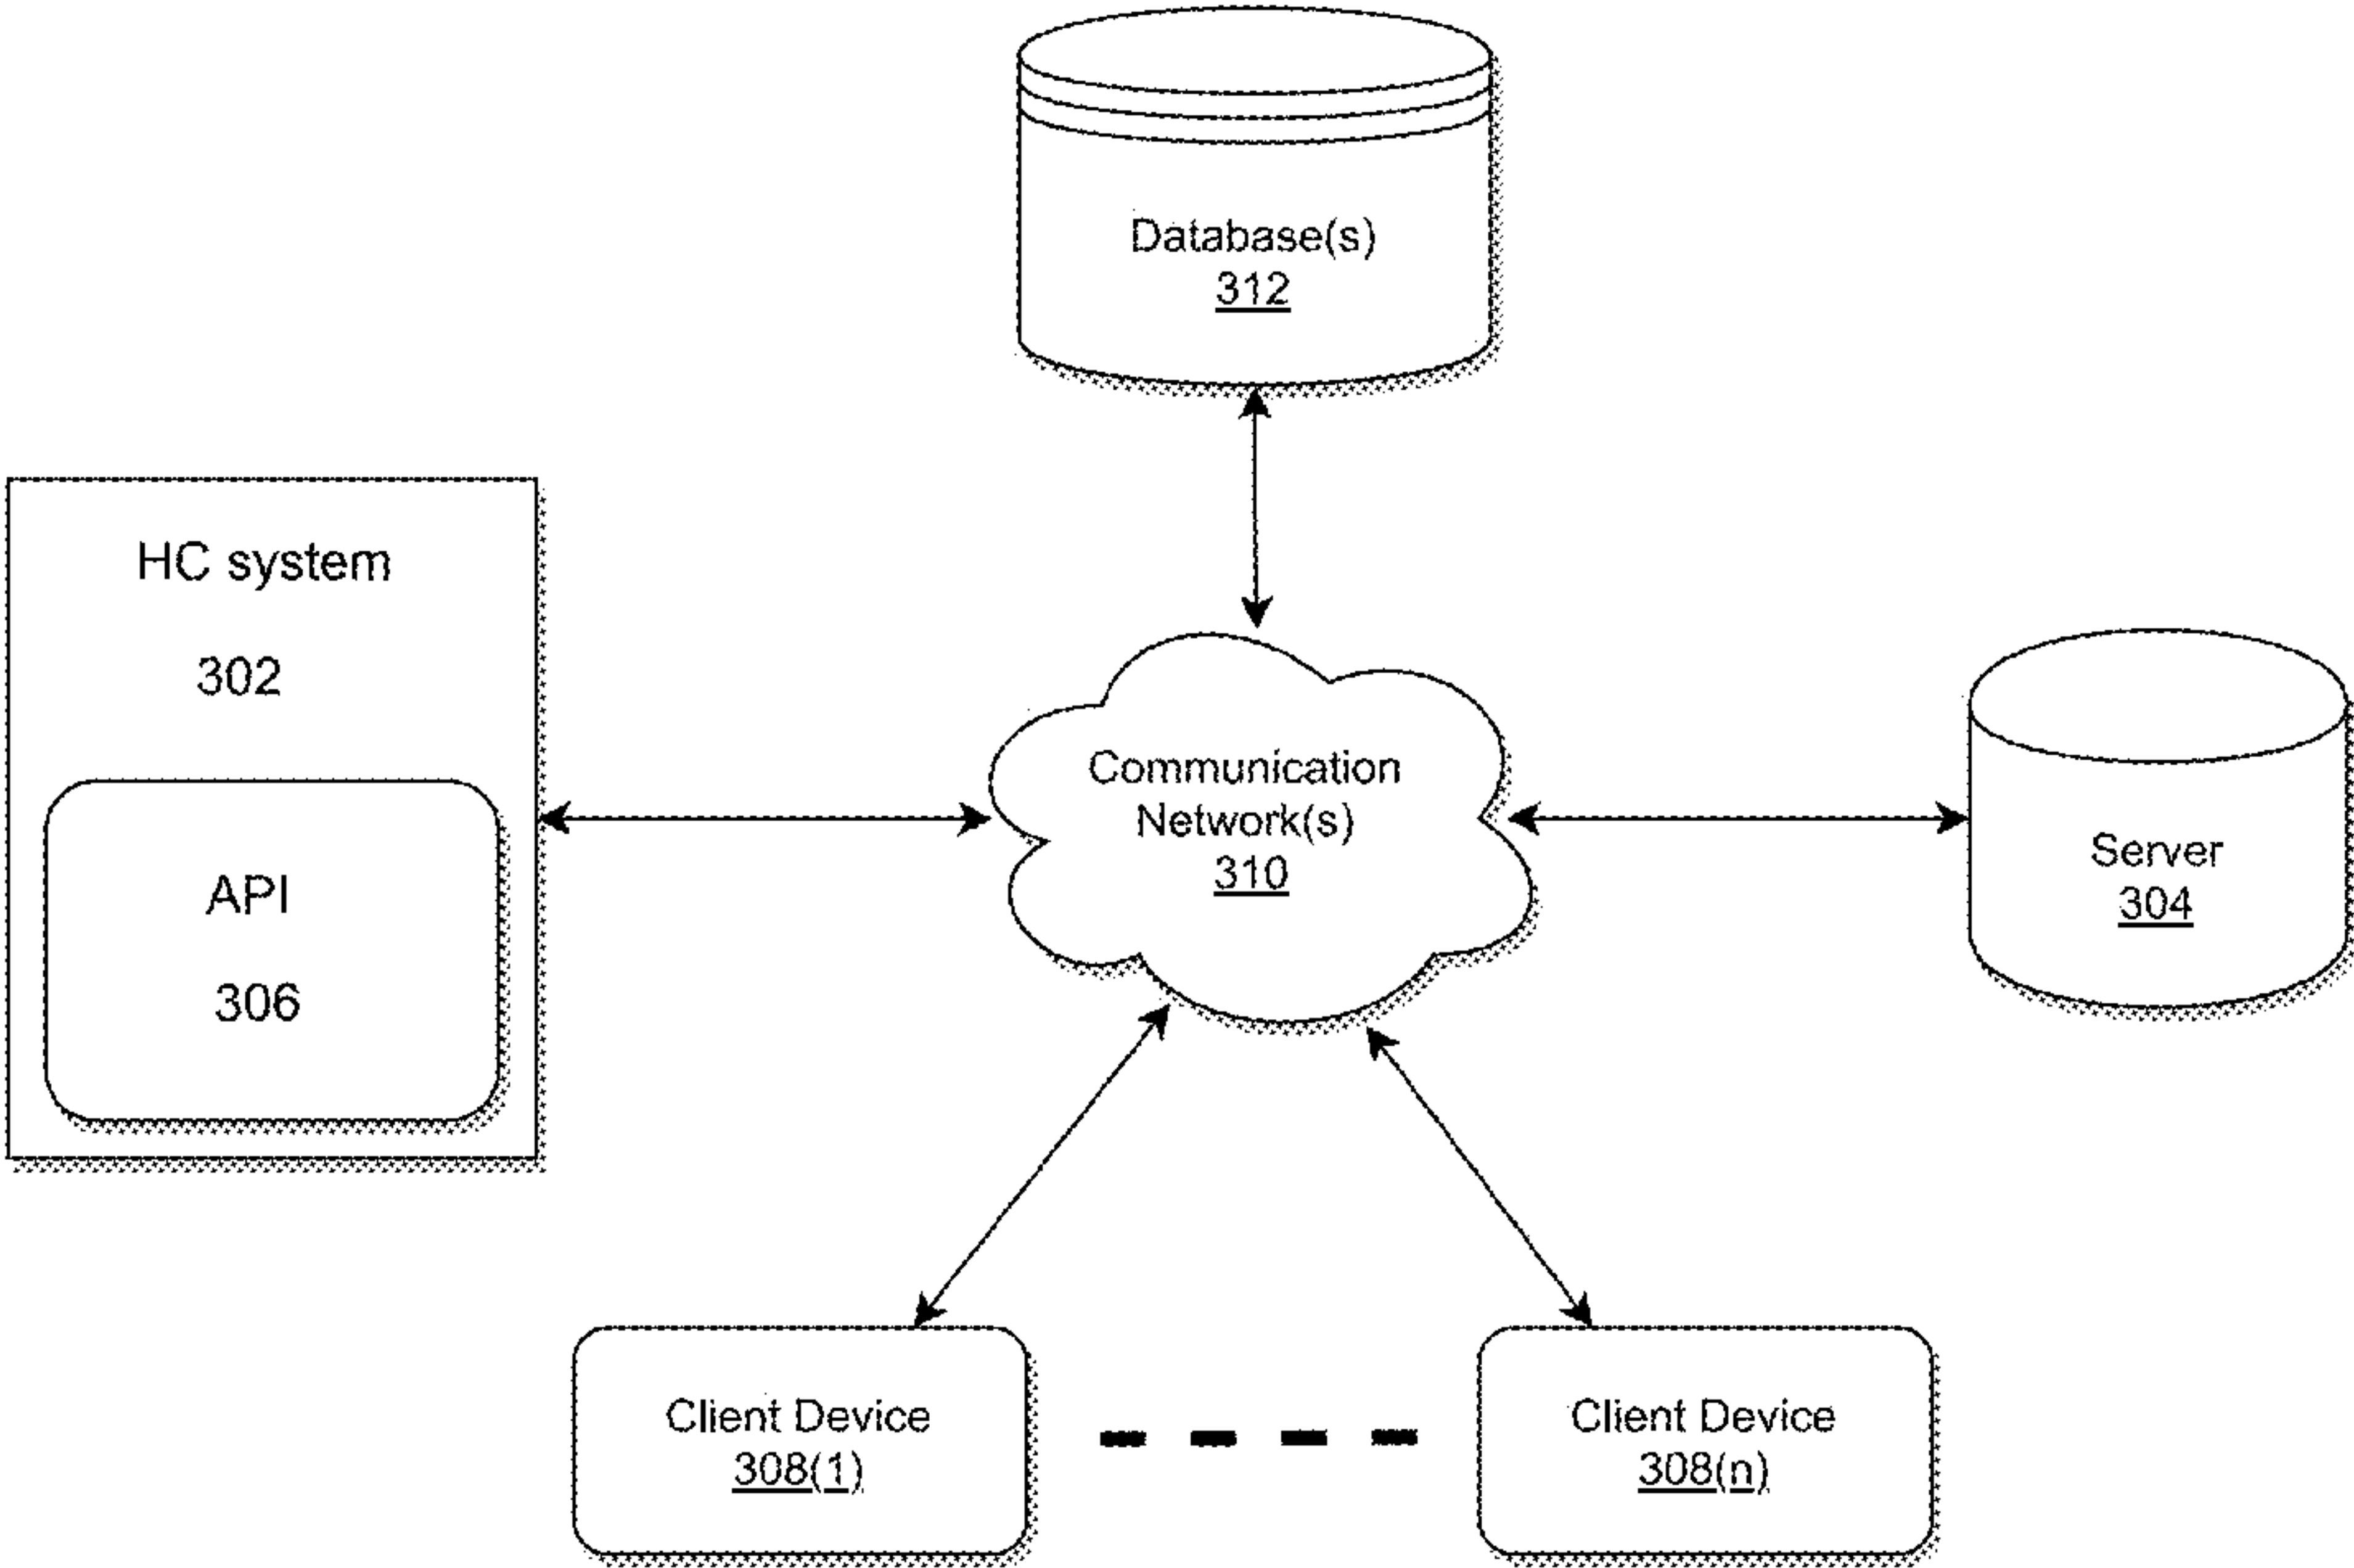 Database(s)
312
HC system
302
API
306
Communication
Network(s)
310
Server
304
Client Device
308(1)
Client Device
308(n)